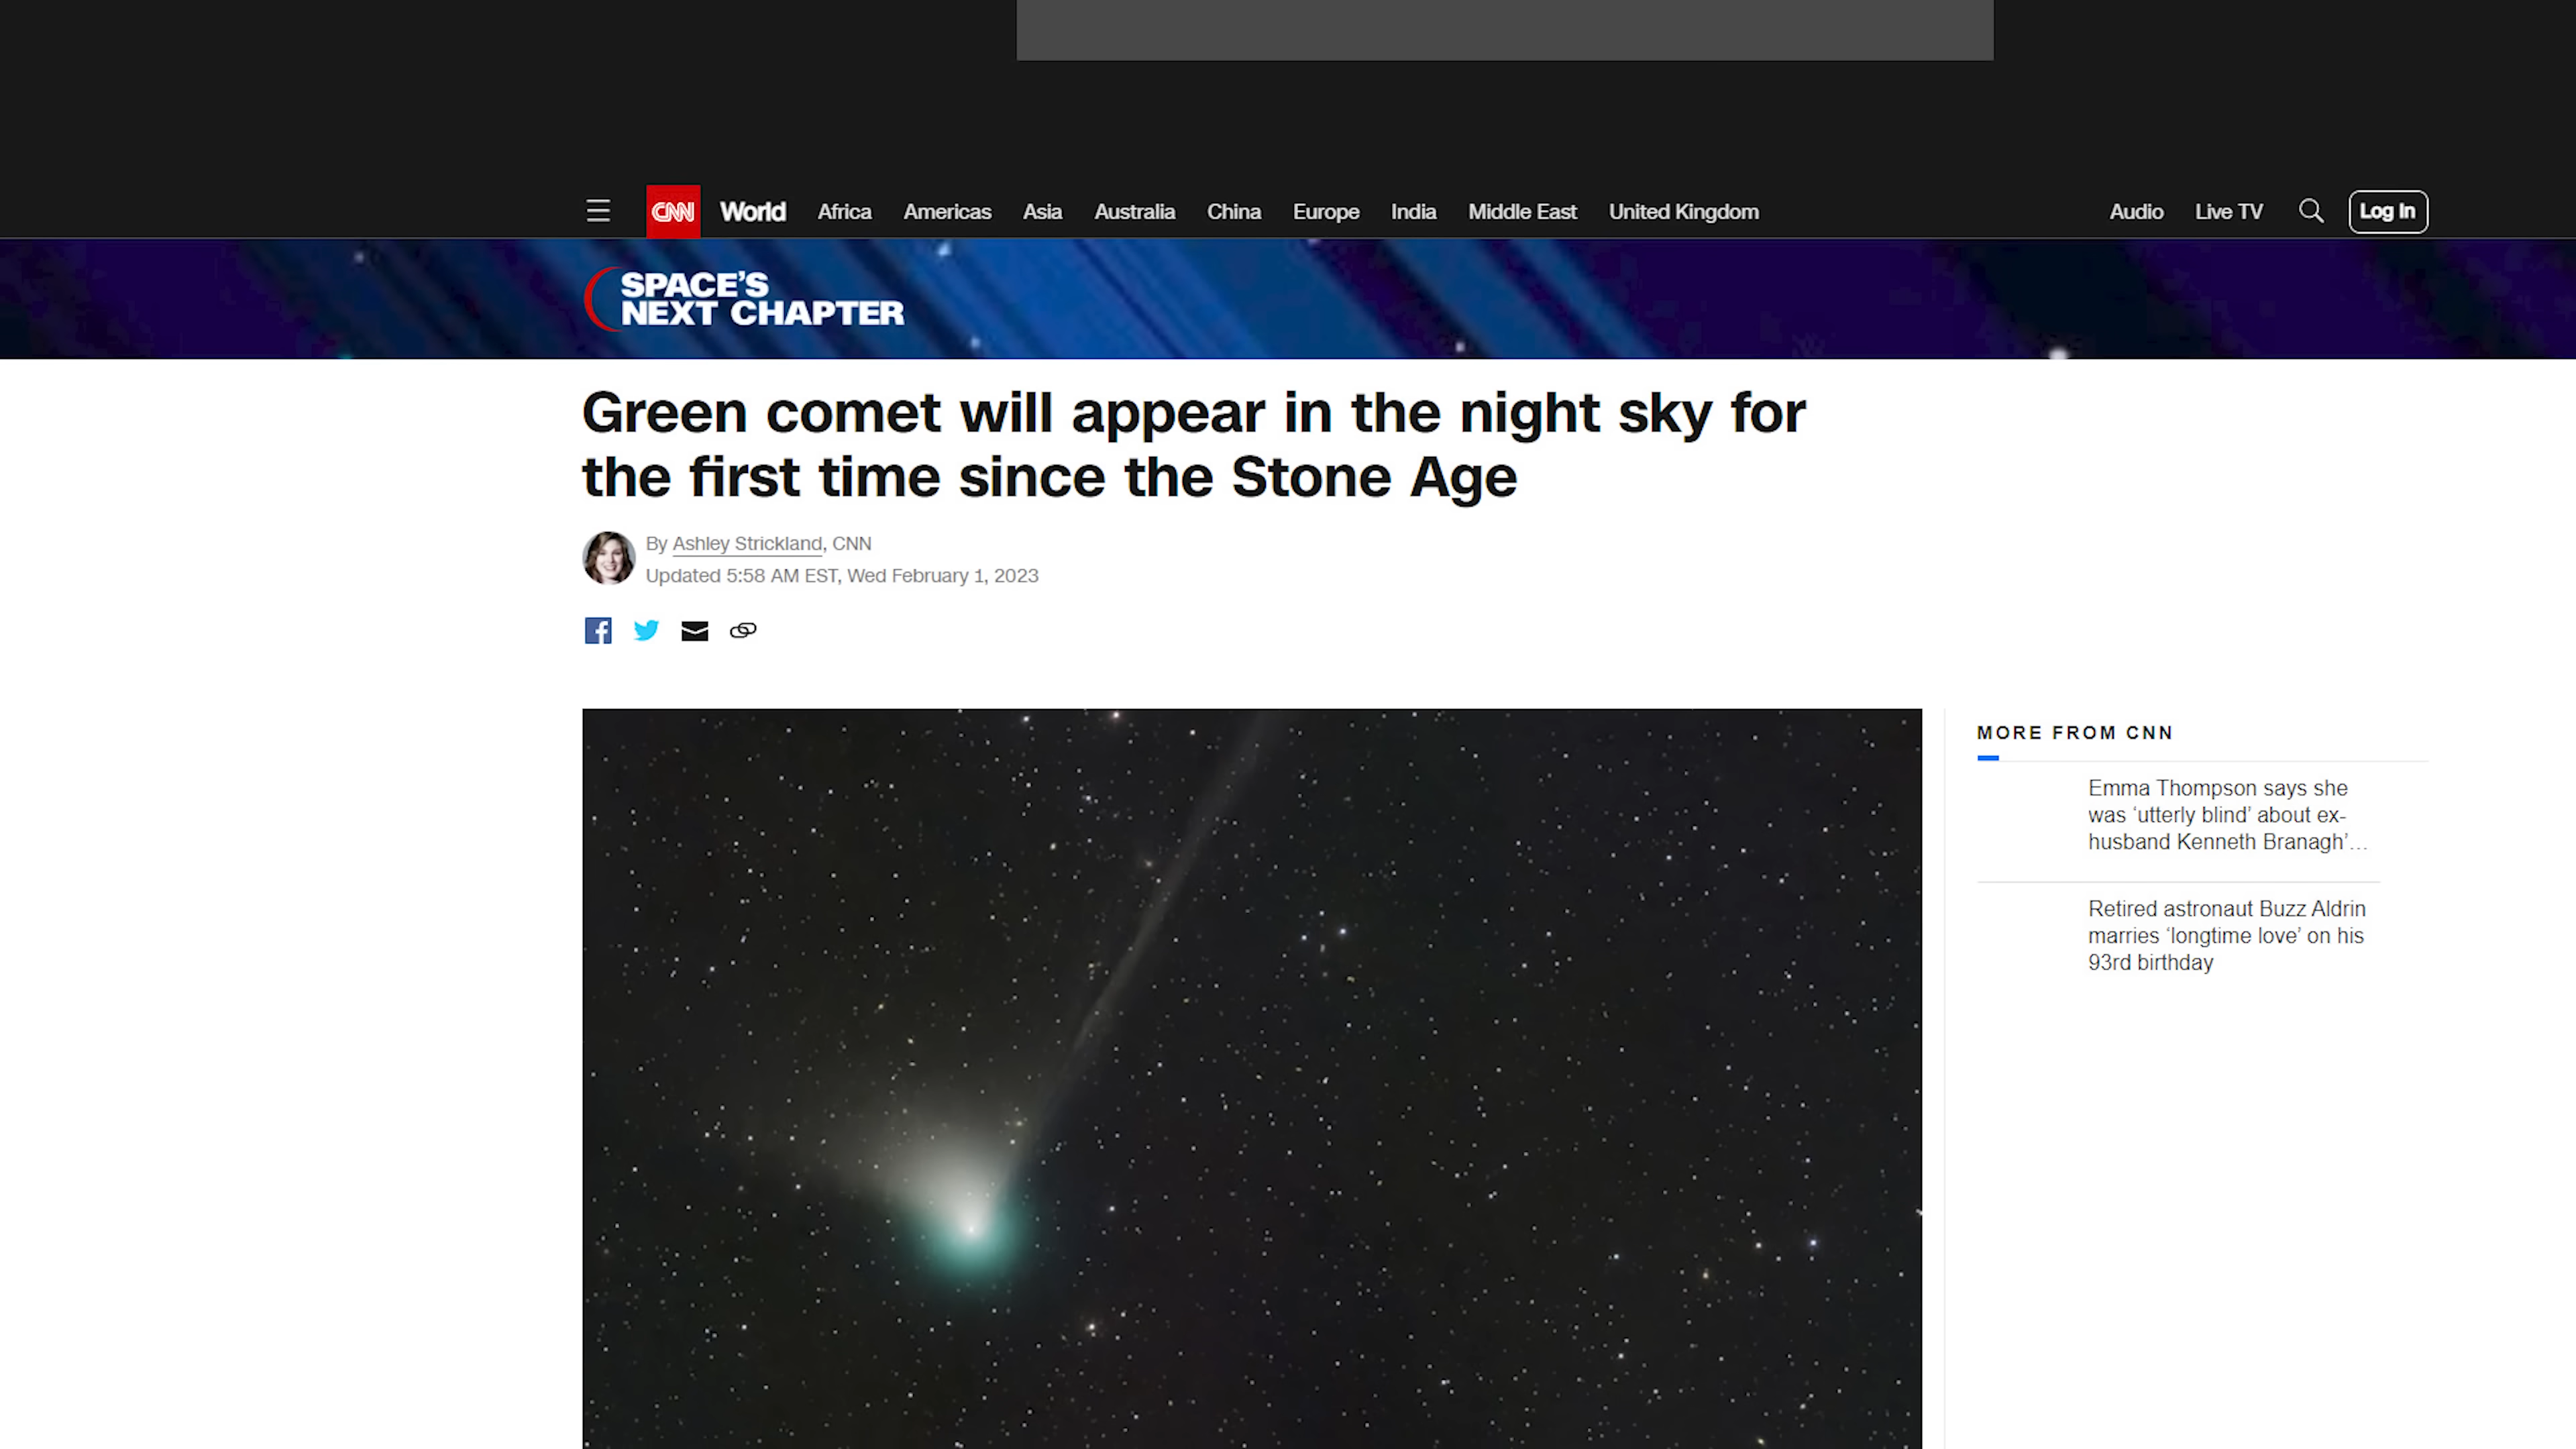 CNN World Africa Americas Asia Australia China Europe India Middle East United Kingdom Audio Live TV Log In
SPACE’S
NEXT CHAPTER
Green comet will appear in the night sky for
the first time since the Stone Age
By Ashley Strickland, CNN
Updated 5:58 AM EST, Wed February 1, 2023
MORE FROM CNN
Emma Thompson says she
was ‘utterly blind’ about ex-
husband Kenneth Branagh’...
Retired astronaut Buzz Aldrin
marries ‘longtime love’ on his
93rd birthday